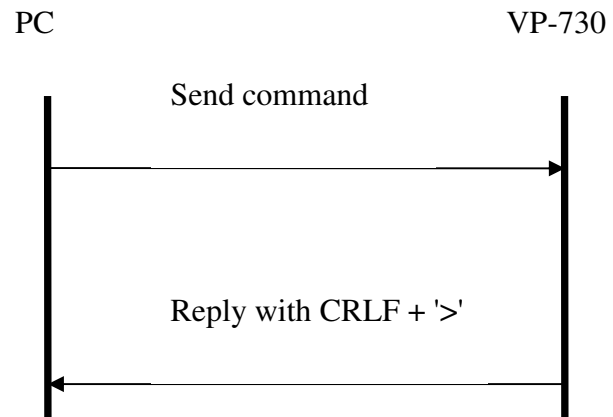 PC
VP-730
Send command
Reply with CRLF + '>'